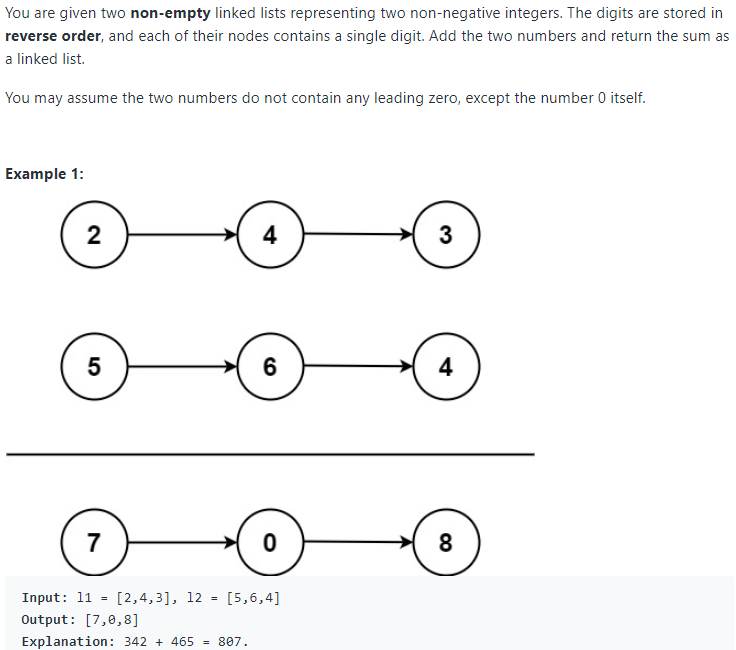 You are given two non-empty linked lists representing two non-negative integers. The digits are stored in
reverse order, and each of their nodes contains a single digit. Add the two numbers and return the sum as
a linked list.
You may assume the two numbers do not contain any leading zero, except the number 0 itself.
Example 1:
2 4 3
5 6 4
7 0 8
Input: l1 = [2,4,3], l2 = [5,6,4]
Output: [7,0,8]
Explanation: 342 + 465 = 807.